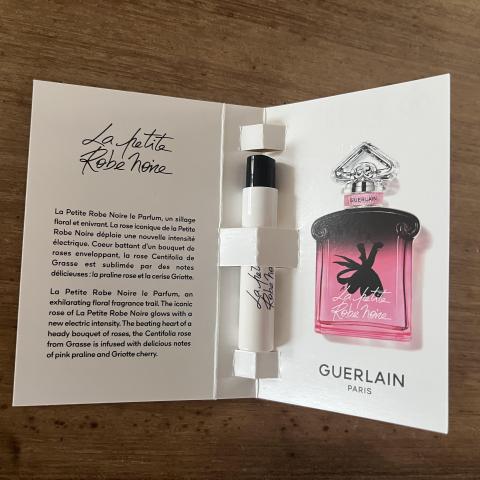 La petite
Robe Noire
La Petite Robe Noire le Parfum, un sillage
floral et enivrant. La rose iconique de la Petite
Robe Noire déploie une nouvelle intensité
électrique. Coeur battant d'un bouquet de
roses enveloppant, la rose Centifolia de
Grasse est sublimée par des notes
délicieuses : la praline rose et la cerise Griotte.
La Petite Robe Noire le Parfum, an
exhilarating floral fragrance trail. The iconic
rose of La Petite Robe Noire glows with a
new electric intensity. The beating heart of a
heady bouquet of roses, the Centifolia rose
from Grasse is infused with delicious notes
of pink praline and Griotte cherry.
La petite
Robe Noire
GUERLAIN
La petite
Robe Noire
GUERLAIN
PARIS